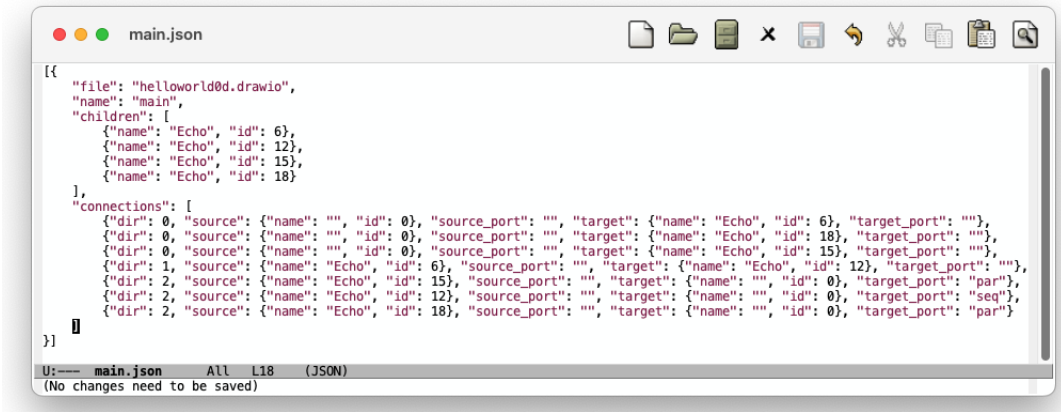 main.json
[{
    "file": "helloworld0d.drawio",
    "name": "main",
    "children": [
        {"name": "Echo", "id": 6},
        {"name": "Echo", "id": 12},
        {"name": "Echo", "id": 15},
        {"name": "Echo", "id": 18}
    ],
    "connections": [
        {"dir": 0, "source": {"name": "", "id": 0}, "source_port": "", "target": {"name": "Echo", "id": 6}, "target_port": ""},
        {"dir": 0, "source": {"name": "", "id": 0}, "source_port": "", "target": {"name": "Echo", "id": 18}, "target_port": ""},
        {"dir": 0, "source": {"name": "", "id": 0}, "source_port": "", "target": {"name": "Echo", "id": 15}, "target_port": ""},
        {"dir": 1, "source": {"name": "Echo", "id": 6}, "source_port": "", "target": {"name": "Echo", "id": 12}, "target_port": ""},
        {"dir": 2, "source": {"name": "Echo", "id": 15}, "source_port": "", "target": {"name": "", "id": 0}, "target_port": "par"},
        {"dir": 2, "source": {"name": "Echo", "id": 12}, "source_port": "", "target": {"name": "", "id": 0}, "target_port": "seq"},
        {"dir": 2, "source": {"name": "Echo", "id": 18}, "source_port": "", "target": {"name": "", "id": 0}, "target_port": "par"}
    ]
}]
U:--- main.json All L18 (JSON)
(No changes need to be saved)